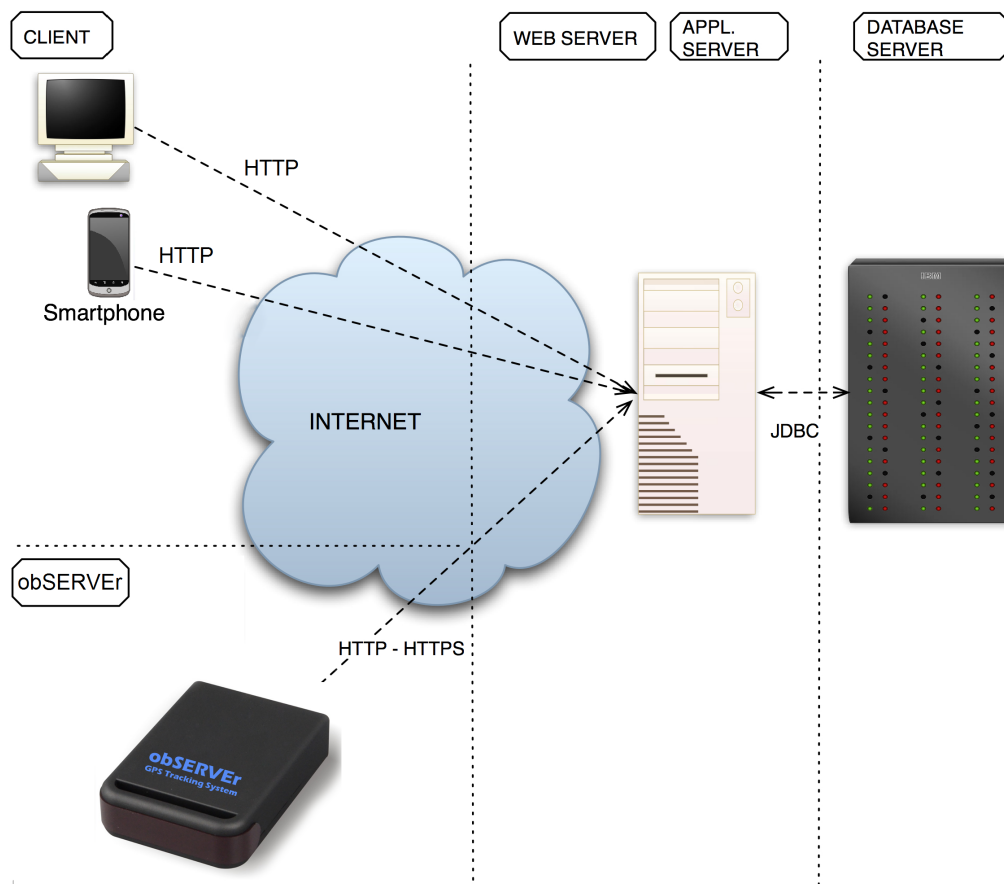 CLIENT
WEB SERVER
APPL.
SERVER
DATABASE
SERVER
HTTP
HTTP
Smartphone
INTERNET
JDBC
obSERVEr
HTTP - HTTPS
obSERVEr
GPS Tracking System